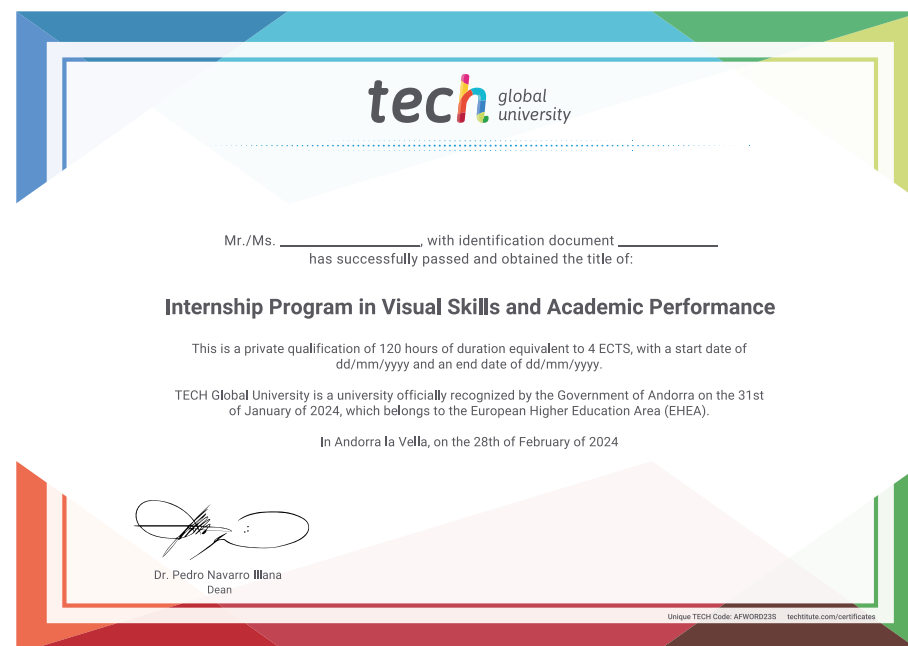 tech global
university
Mr./Ms. ____________________, with identification document ______________
has successfully passed and obtained the title of:
Internship Program in Visual Skills and Academic Performance
This is a private qualification of 120 hours of duration equivalent to 4 ECTS, with a start date of
dd/mm/yyyy and an end date of dd/mm/yyyy.
TECH Global University is a university officially recognized by the Government of Andorra on the 31st
of January of 2024, which belongs to the European Higher Education Area (EHEA).
In Andorra la Vella, on the 28th of February of 2024
Dr. Pedro Navarro Illana
Dean
Unique TECH Code: AFWORD23S techtitute.com/certificates